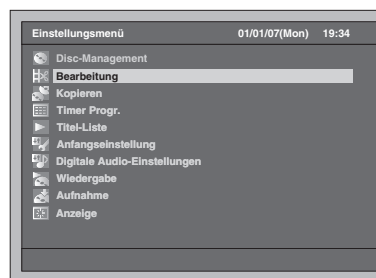 Einstellungsmenü 01/01/07(Mon) 19:34
Disc-Management
Bearbeitung
Kopieren
Timer Progr.
Titel-Liste
Anfangseinstellung
Digitale Audio-Einstellungen
Wiedergabe
Aufnahme
Anzeige